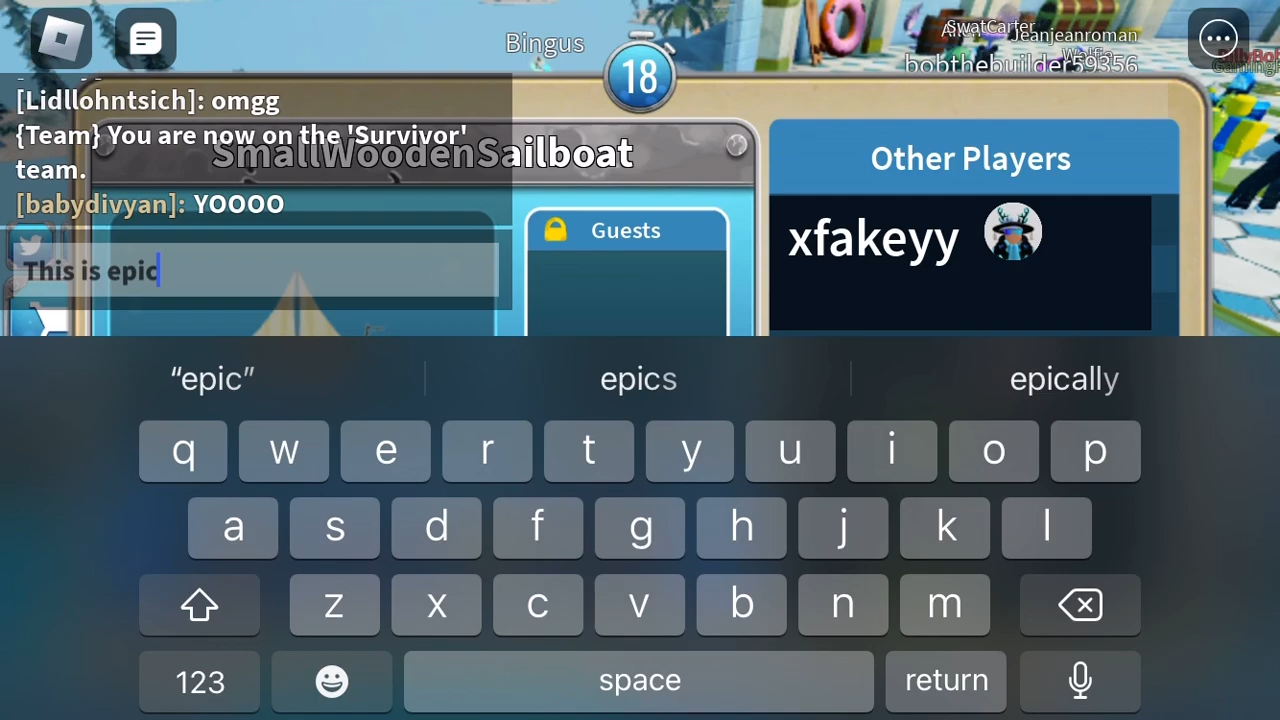 Bingus
18
SwatCarter
Jeanjeanroman
bobthebuilder59356
[Lidllohntsich]: omgg
{Team} You are now on the 'Survivor'
team.
[babydivyan]: YOOOO
This is epic
SmallWoodenSailboat
Guests
Other Players
xfakeyy
“epic”
epics
epically
q w e r t y u i o p
a s d f g h j k l
z x c v b n m
123
space
return